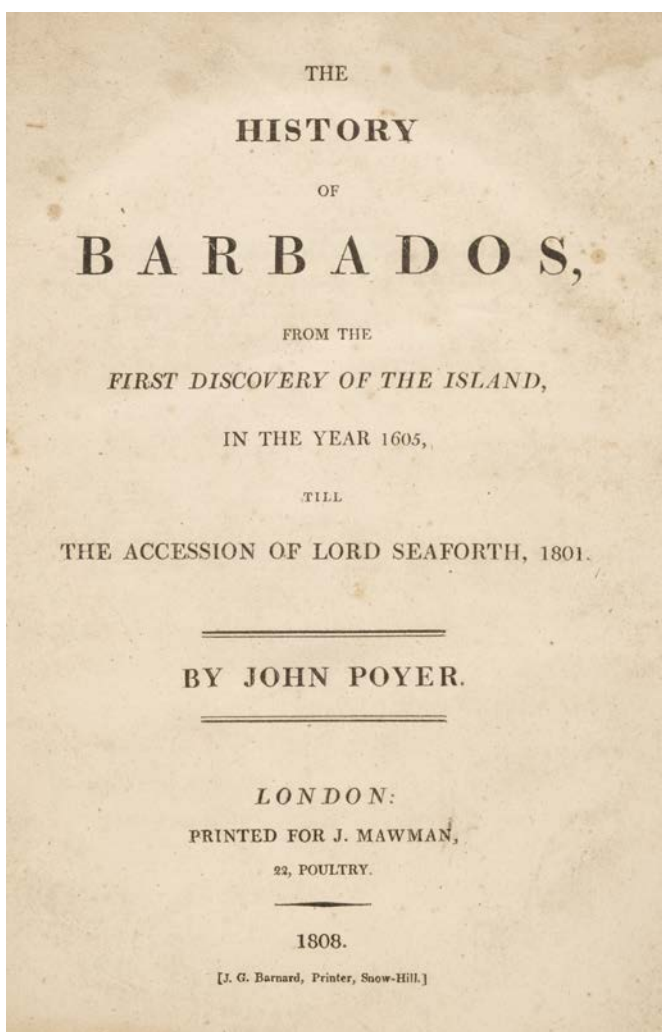 THE
HISTORY
OF
BARBADOS,
FROM THE
FIRST DISCOVERY OF THE ISLAND,
IN THE YEAR 1605,
TILL
THE ACCESSION OF LORD SEAFORTH, 1801.
BY JOHN POYER.
LONDON:
PRINTED FOR J. MAWMAN,
22, POULTRY.
1808.
[J. G. Barnard, Printer, Snow-Hill.]